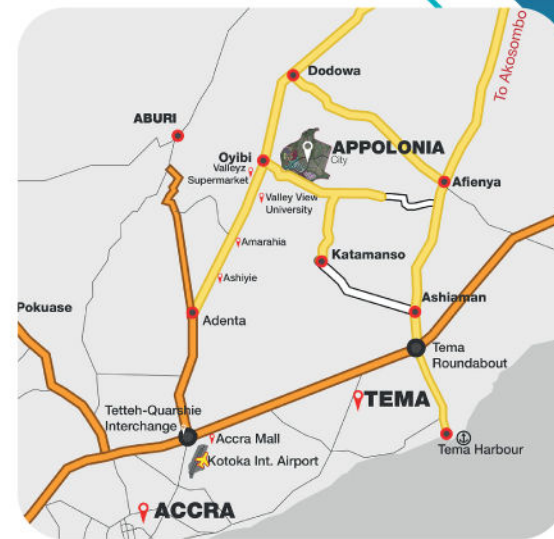 To Akosombo
Dodowa
ABURI
APPOLONIA
City
Oyibi
Valleyz
Supermarket
Afienya
Valley View
University
Amarahia
Katamanso
Ashiyie
Ashiaman
Pokuase
Adenta
Tema
Roundabout
TEMA
Tetteh-Quarshie
Interchange
Accra Mall
Tema Harbour
Kotoka Int. Airport
ACCRA